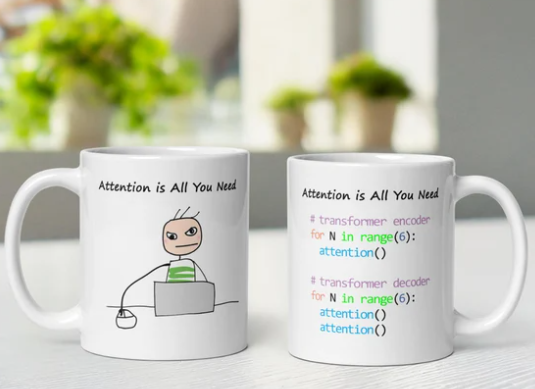 Attention is All You Need
Attention is All You Need
# transformer encoder
for N in range(6):
attention()
# transformer decoder
for N in range(6):
attention()
attention()